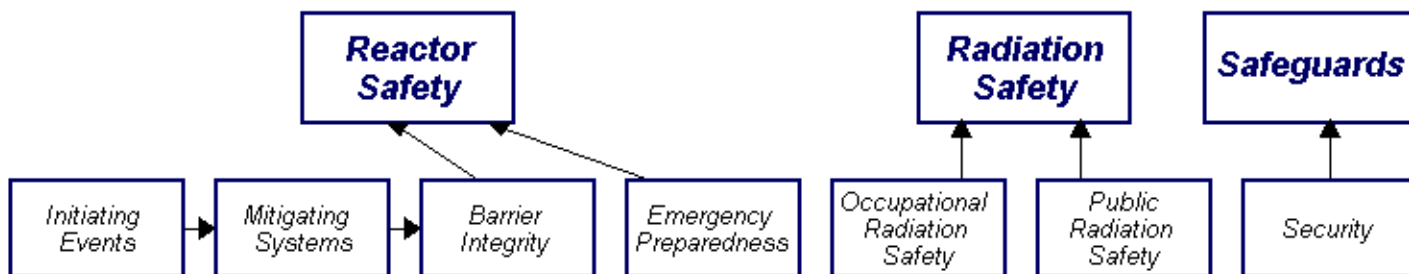 Reactor
Safety
Radiation
Safety
Safeguards
Initiating
Events
Mitigating
Systems
Barrier
Integrity
Emergency
Preparedness
Occupational
Radiation
Safety
Public
Radiation
Safety
Security